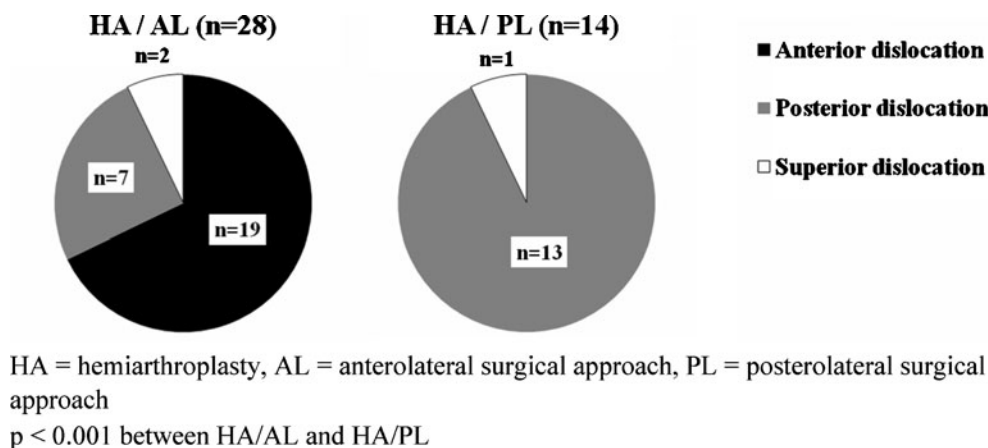 HA / AL (n=28)
HA / PL (n=14)
n=2
n=1
n=7
n=19
n=13
Anterior dislocation
Posterior dislocation
Superior dislocation
HA = hemiarthroplasty, AL = anterolateral surgical approach, PL = posterolateral surgical
approach
p < 0.001 between HA/AL and HA/PL